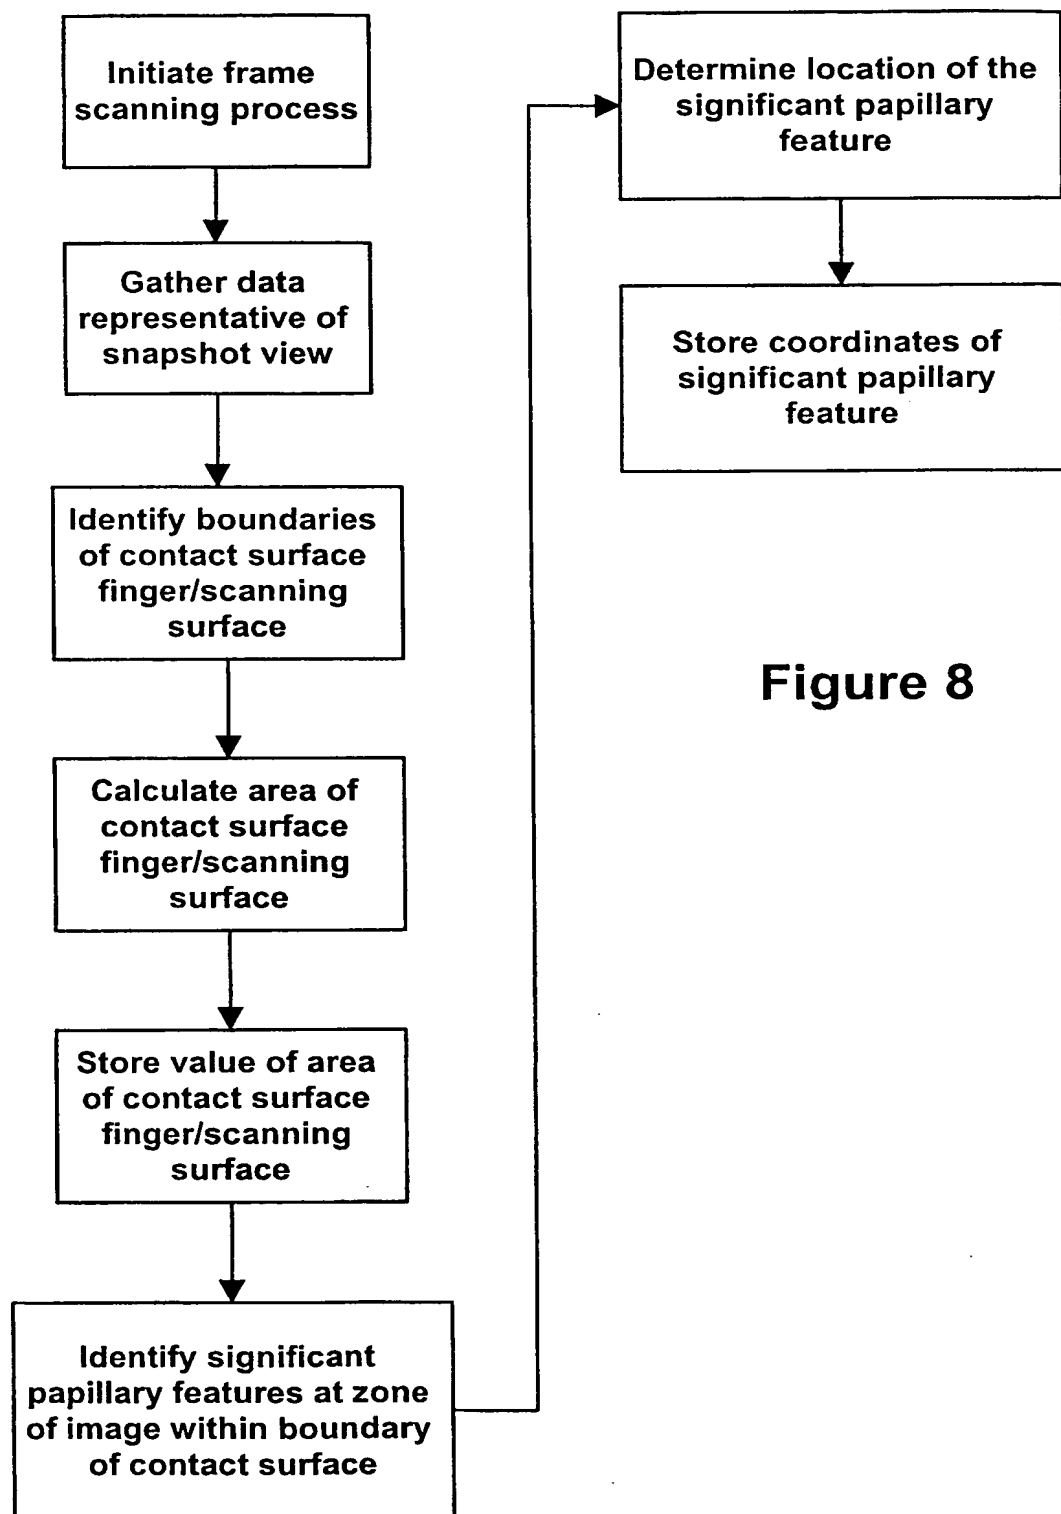 Initiate frame
scanning process
Gather data
representative of
snapshot view
Identify boundaries
of contact surface
finger/scanning
surface
Calculate area of
contact surface
finger/scanning
surface
Store value of area
of contact surface
finger/scanning
surface
Identify significant
papillary features at zone
of image within boundary
of contact surface
Determine location of the
significant papillary
feature
Store coordinates of
significant papillary
feature
Figure 8